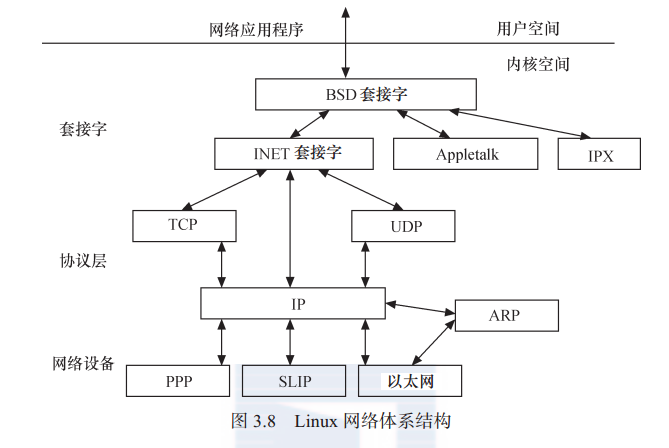 网络应用程序 用户空间
内核空间
BSD 套接字
套接字
INET 套接字 Appletalk IPX
TCP UDP
协议层
IP
ARP
网络设备
PPP SLIP 以太网
图 3.8 Linux 网络体系结构